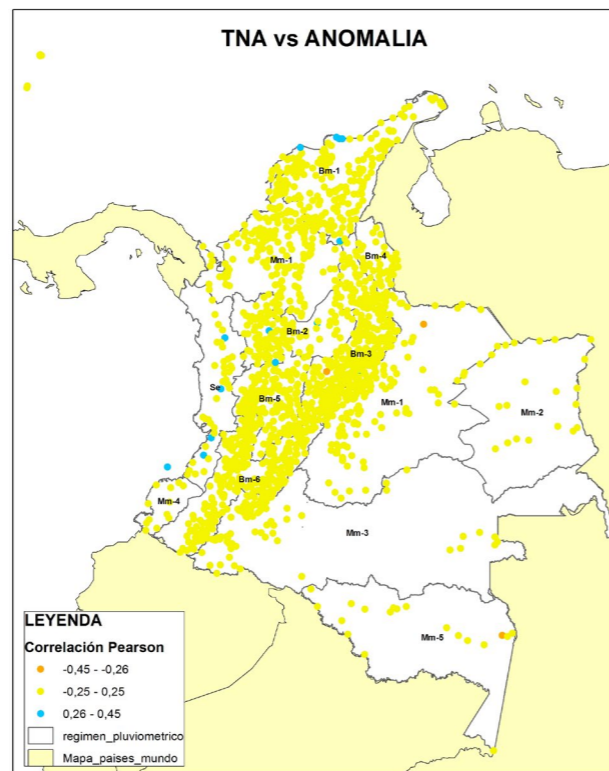 TNA vs ANOMALIA
Bm-1
Mm-1
Bm-4
Bm-2
Bm-3
Se
Bm-5
Mm-1
Mm-2
Bm-6
Mm-4
Mm-3
Mm-5
LEYENDA
Correlación Pearson
-0,45 - -0,26
-0,25 - 0,25
0,26 - 0,45
regimen_pluviometrico
Mapa_paises_mundo